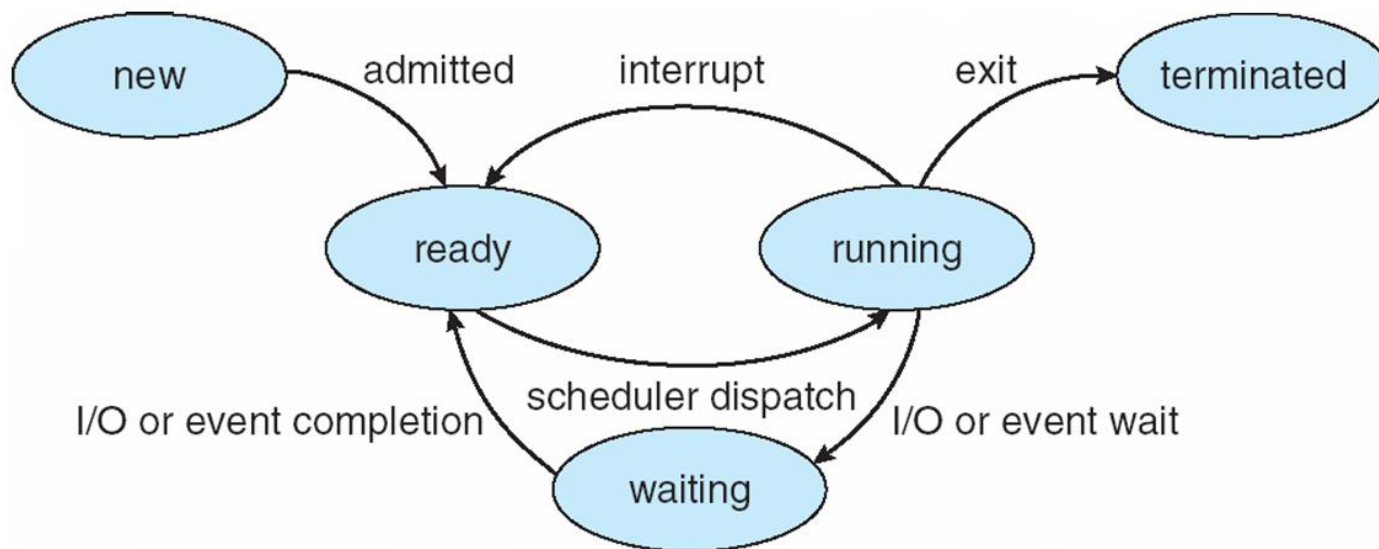 new
admitted
interrupt
exit
terminated
ready
running
scheduler dispatch
I/O or event completion
I/O or event wait
waiting